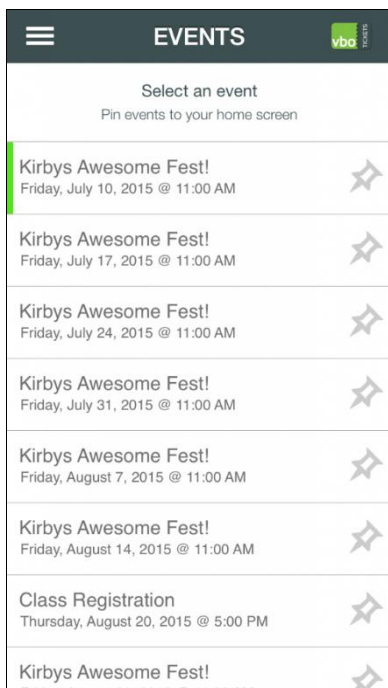 EVENTS
vbo TICKETS
Select an event
Pin events to your home screen
Kirbys Awesome Fest!
Friday, July 10, 2015 @ 11:00 AM
Kirbys Awesome Fest!
Friday, July 17, 2015 @ 11:00 AM
Kirbys Awesome Fest!
Friday, July 24, 2015 @ 11:00 AM
Kirbys Awesome Fest!
Friday, July 31, 2015 @ 11:00 AM
Kirbys Awesome Fest!
Friday, August 7, 2015 @ 11:00 AM
Kirbys Awesome Fest!
Friday, August 14, 2015 @ 11:00 AM
Class Registration
Thursday, August 20, 2015 @ 5:00 PM
Kirbys Awesome Fest!